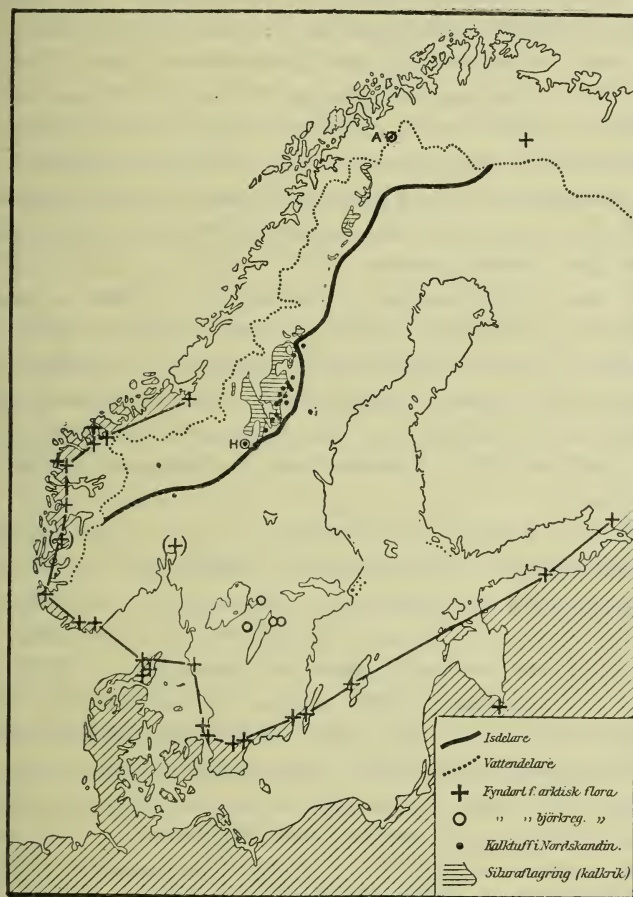 A
H
Isdelare
Vattendelare
Fyndort f. arktisk flora
" " björkreg. "
Kalktuff i Nordskandin.
Siluraflagring (kalkrik)